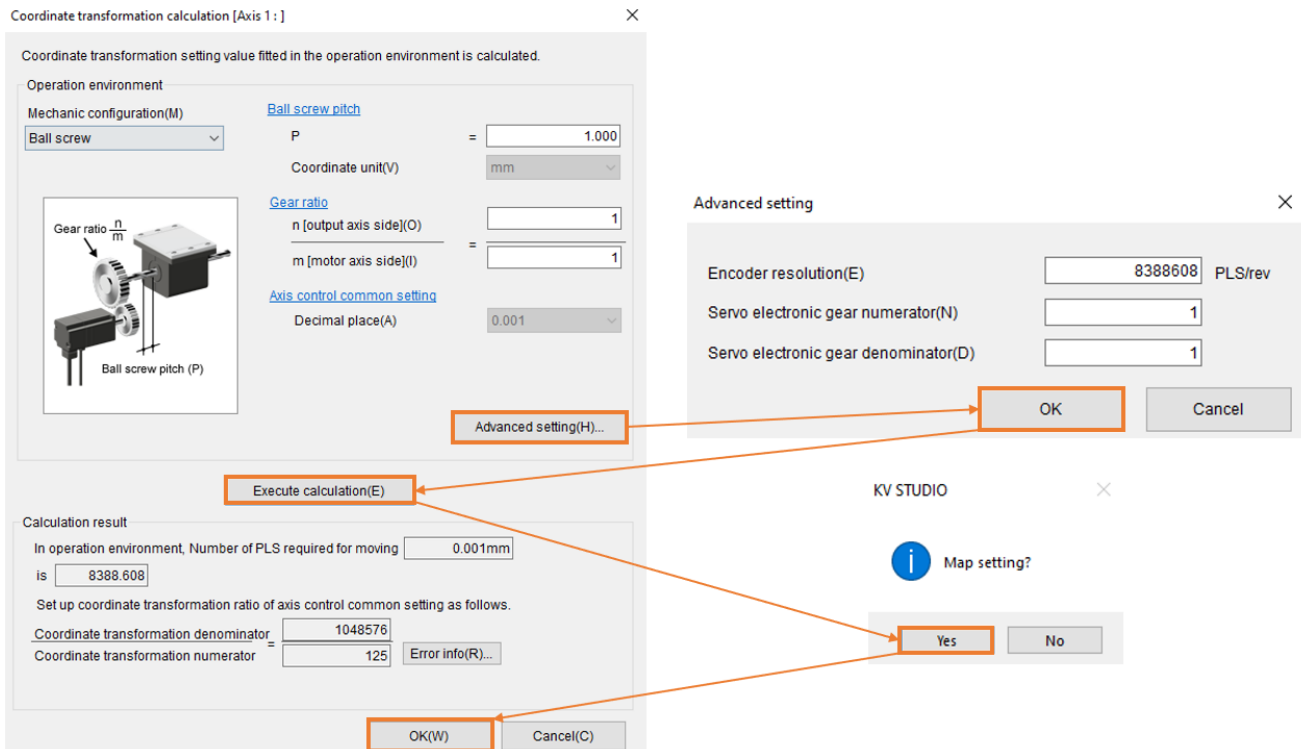 Coordinate transformation calculation [Axis 1 : ]
Coordinate transformation setting value fitted in the operation environment is calculated.
Operation environment
Mechanic configuration(M)
Ball screw
Ball screw pitch
P = 1.000
Coordinate unit(V) mm
Gear ratio
n [output axis side](O) 1
=
m [motor axis side](I) 1
Axis control common setting
Decimal place(A) 0.001
Gear ratio n
m
Ball screw pitch (P)
Advanced setting(H)...
Execute calculation(E)
Calculation result
In operation environment, Number of PLS required for moving 0.001mm
is 8388.608
Set up coordinate transformation ratio of axis control common setting as follows.
Coordinate transformation denominator 1048576
=
Coordinate transformation numerator 125 Error info(R)...
OK(W) Cancel(C)
Advanced setting
Encoder resolution(E) 8388608 PLS/rev
Servo electronic gear numerator(N) 1
Servo electronic gear denominator(D) 1
OK Cancel
KV STUDIO
i Map setting?
Yes No